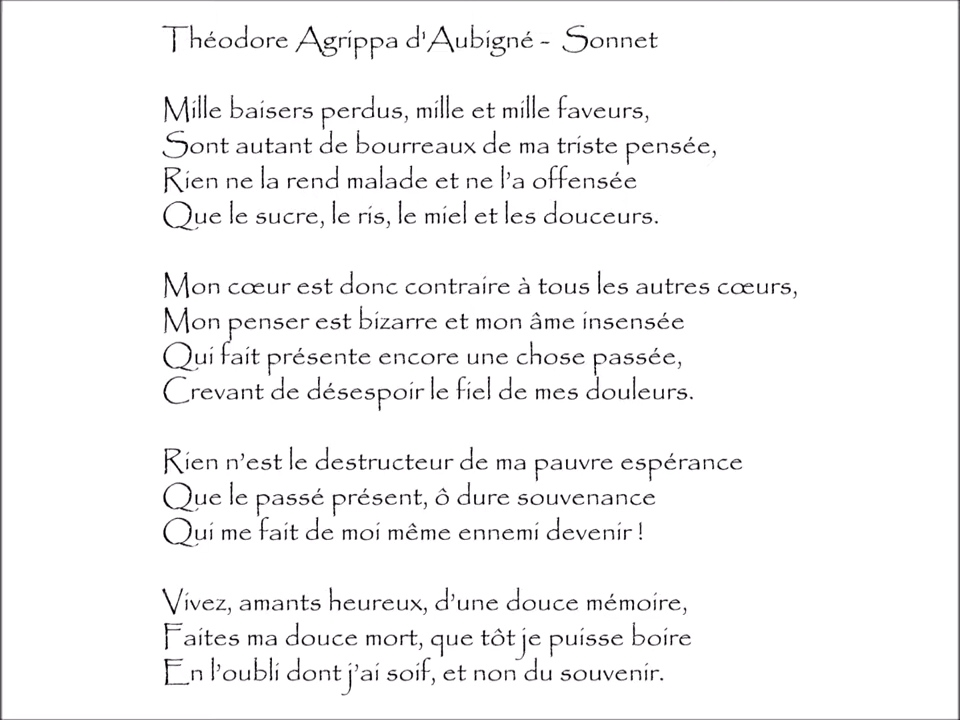 Théodore Agrippa d'Aubigné - Sonnet
Mille baisers perdus, mille et mille faveurs,
Sont autant de bourreaux de ma triste pensée,
Rien ne la rend malade et ne l'a offensée
Que le sucre, le ris, le miel et les douceurs.
Mon cœur est donc contraire à tous les autres cœurs,
Mon penser est bizarre et mon âme insensée
Qui fait présente encore une chose passée,
Crevant de désespoir le fiel de mes douleurs.
Rien n'est le destructeur de ma pauvre espérance
Que le passé présent, ô dure souvenance
Qui me fait de moi même ennemi devenir !
Vivez, amants heureux, d'une douce mémoire,
Faites ma douce mort, que tôt je puisse boire
En l'oubli dont j'ai soif, et non du souvenir.